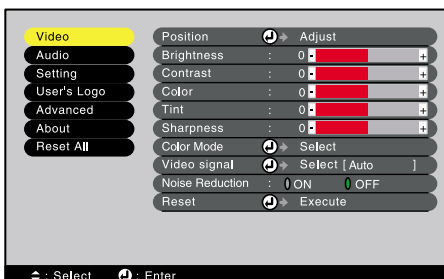 Video
Audio
Setting
User's Logo
Advanced
About
Reset All
Position Adjust
Brightness : 0 - +
Contrast : 0 - +
Color : 0 - +
Tint : 0 - +
Sharpness : 0 - +
Color Mode Select
Video signal Select [ Auto ]
Noise Reduction : ON OFF
Reset Execute
: Select : Enter